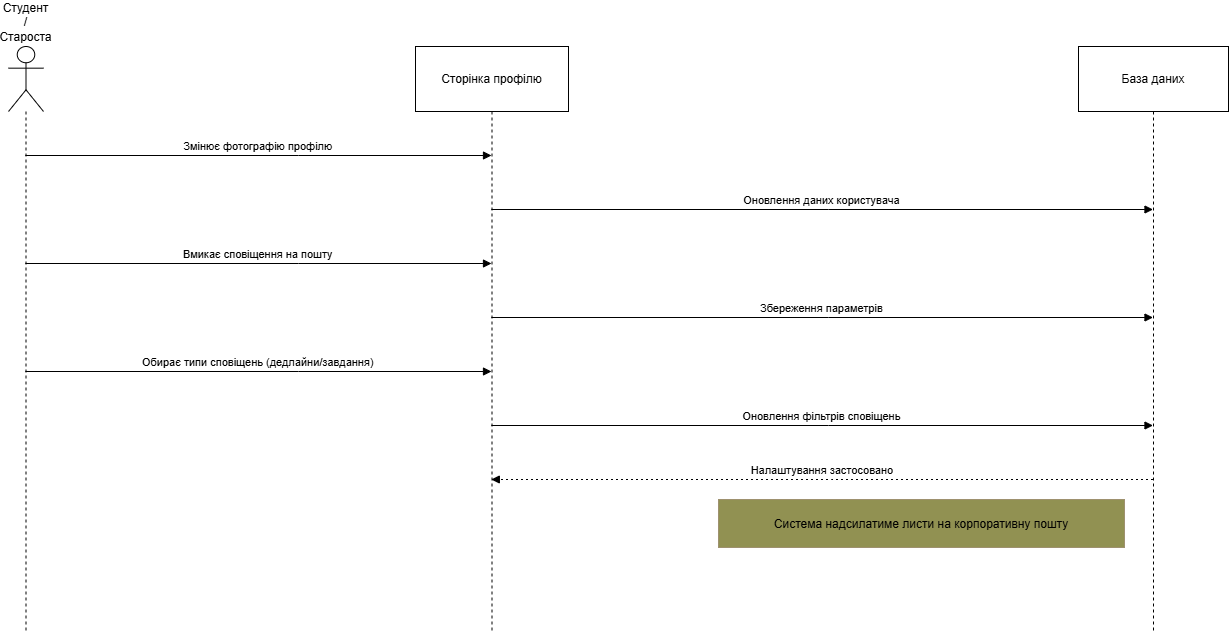 Студент
/
Староста
Сторінка профілю
База даних
Змінює фотографію профілю
Оновлення даних користувача
Вмикає сповіщення на пошту
Збереження параметрів
Обирає типи сповіщень (дедлайни/завдання)
Оновлення фільтрів сповіщень
Налаштування застосовано
Система надсилатиме листи на корпоративну пошту